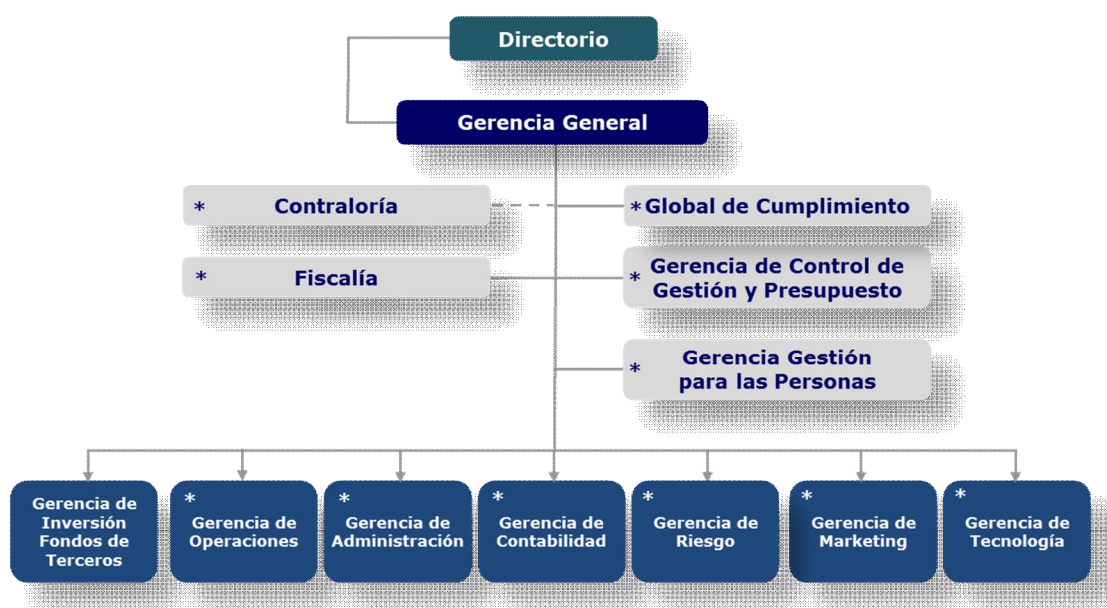 Directorio
Gerencia General
* Contraloría
* Global de Cumplimiento
* Fiscalía
* Gerencia de Control de
Gestión y Presupuesto
* Gerencia Gestión
para las Personas
Gerencia de
Inversión
Fondos de
Terceros
*
Gerencia de
Operaciones
*
Gerencia de
Administración
*
Gerencia de
Contabilidad
*
Gerencia de
Riesgo
*
Gerencia de
Marketing
*
Gerencia de
Tecnología